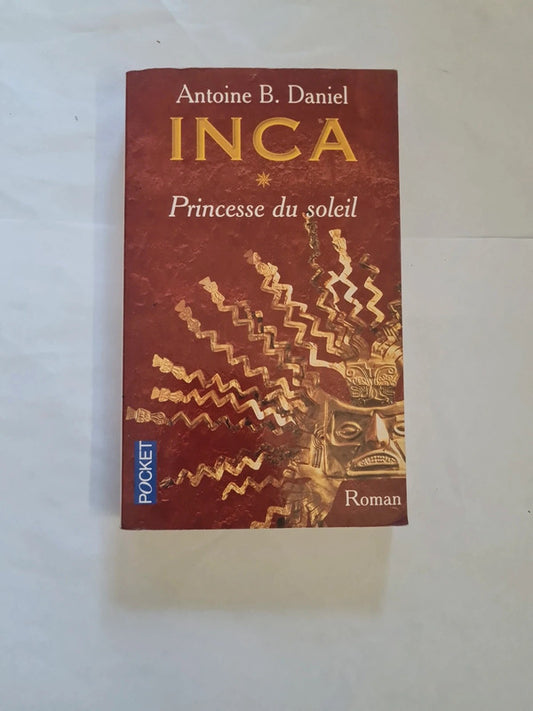 Antoine B. Daniel
INCA
Princesse du soleil
POCKET
Roman